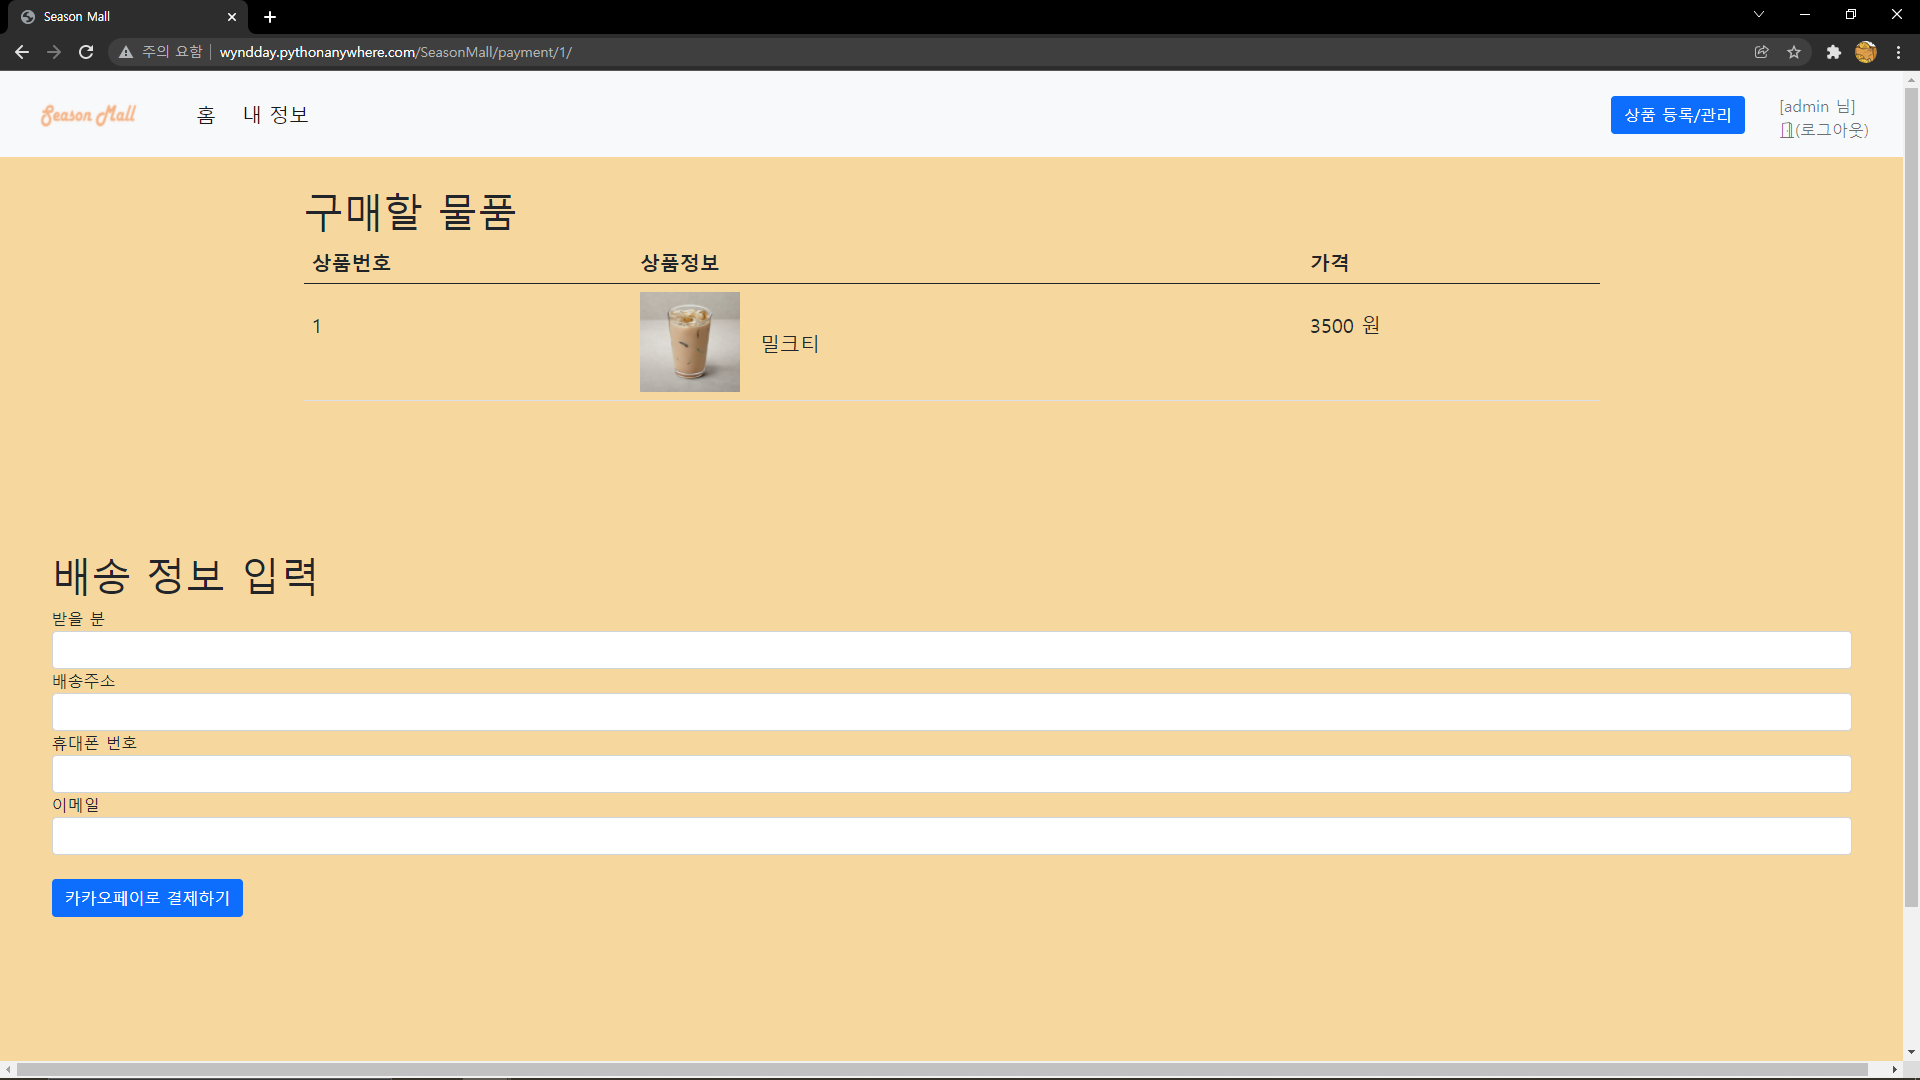 Season Mall
주의 요함 | wyndday.pythonanywhere.com/SeasonMall/payment/1/
Season Mall 홈 내 정보 상품 등록/관리 [admin 님]
(로그아웃)
구매할 물품
상품번호 상품정보 가격
1 밀크티 3500 원
배송 정보 입력
받을 분
배송주소
휴대폰 번호
이메일
카카오페이로 결제하기